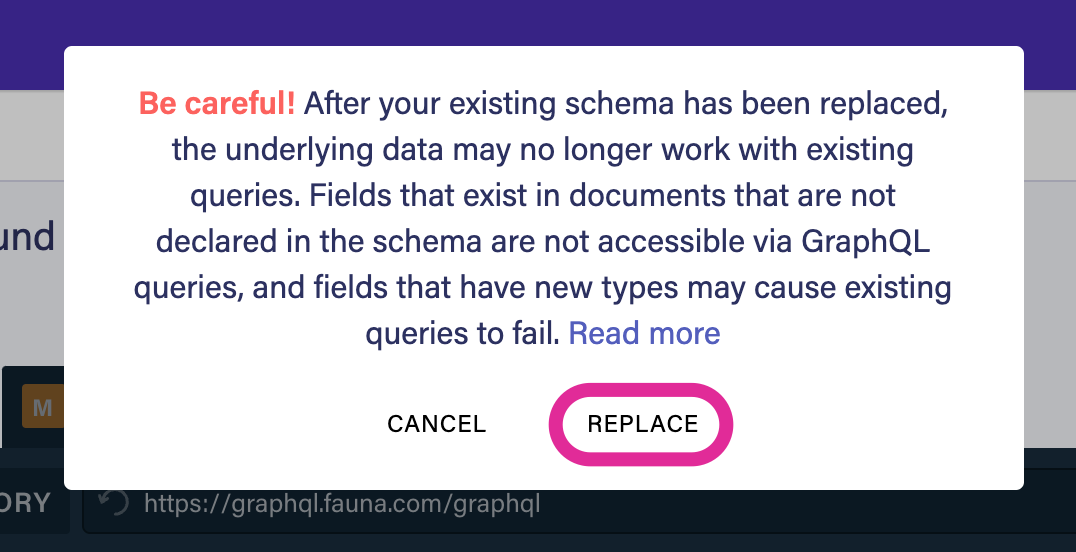 Be careful! After your existing schema has been replaced,
the underlying data may no longer work with existing
queries. Fields that exist in documents that are not
und
declared in the schema are not accessible via GraphQL
queries, and fields that have new types may cause existing
queries to fail. Read more
M
CANCEL
REPLACE
ORY
https://graphql.fauna.com/graphql